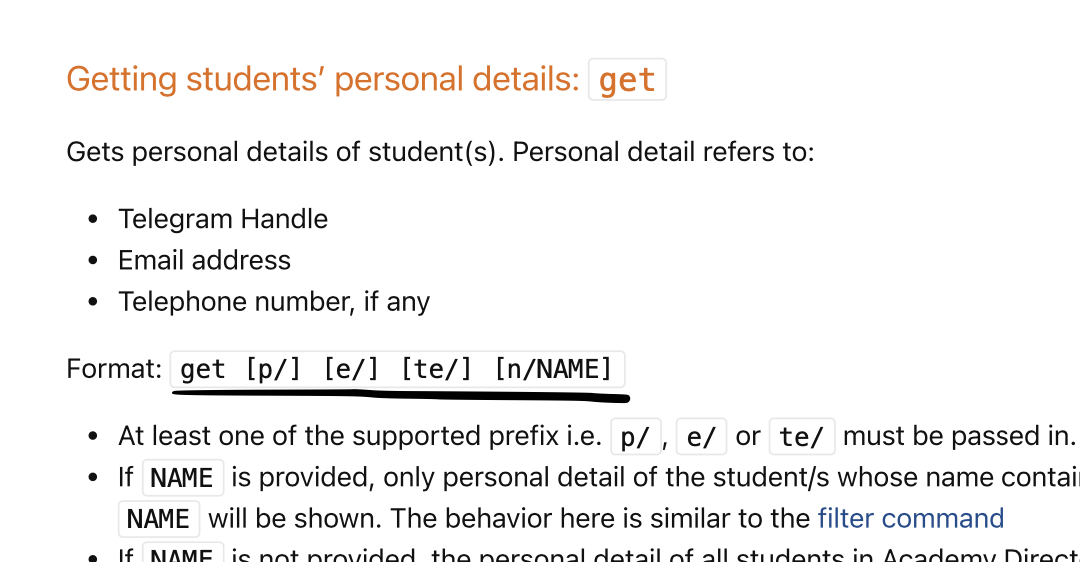 Getting students’ personal details: get
Gets personal details of student(s). Personal detail refers to:
• Telegram Handle
• Email address
• Telephone number, if any
Format: get [p/] [e/] [te/] [n/NAME]
• At least one of the supported prefix i.e. p/, e/ or te/ must be passed in.
• If NAME is provided, only personal detail of the student/s whose name contai
NAME will be shown. The behavior here is similar to the filter command
• If NAME is not provided, the personal detail of all students in Academy Direct